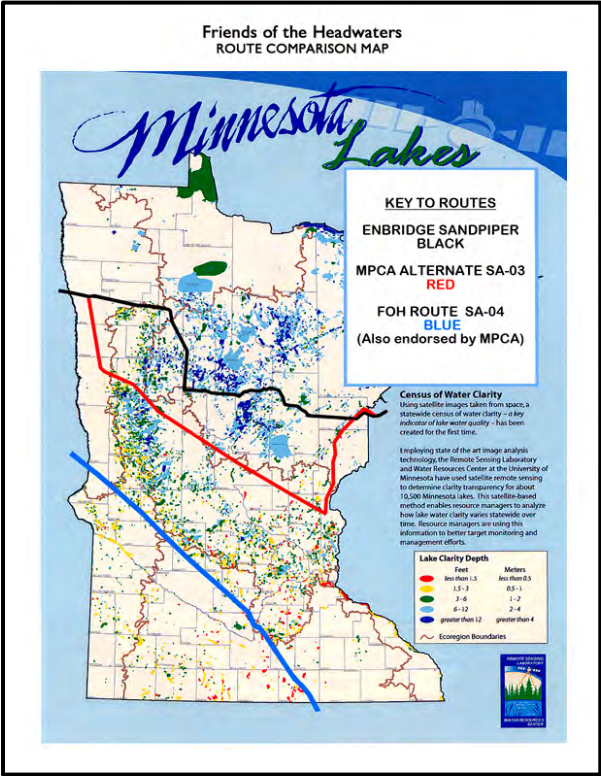 Friends of the Headwaters
ROUTE COMPARISON MAP
Minnesota
Lakes
KEY TO ROUTES
ENBRIDGE SANDPIPER
BLACK
MPCA ALTERNATE SA-03
RED
FOH ROUTE SA-04
BLUE
(Also endorsed by MPCA)
Census of Water Clarity
Using satellite images taken from space, a
statewide census of water clarity – a key
indicator of lake water quality – has been
created for the first time.
Employing state of the art image analysis
technology, the Remote Sensing Laboratory
and Water Resources Center at the University of
Minnesota have used satellite remote sensing
to determine clarity transparency for about
10,500 Minnesota lakes. This satellite-based
method enables resource managers to analyze
how lake water clarity varies statewide over
time. Resource managers are using this
information to better target monitoring and
management efforts.
Lake Clarity Depth
Feet Meters
less than 1.5 less than 0.5
1.5 - 3 0.5 - 1
3 - 6 1 - 2
6 - 12 2 - 4
greater than 12 greater than 4
Ecoregion Boundaries
REMOTE SENSING
LABORATORY
WATER RESOURCES
CENTER